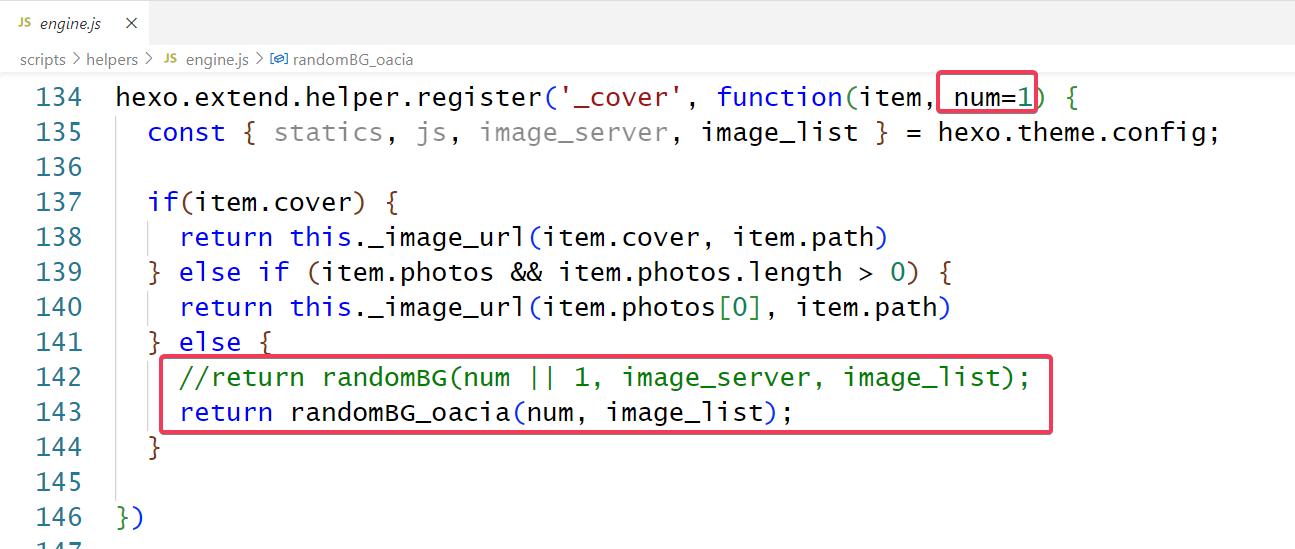 JS engine.js ×
scripts > helpers > JS engine.js > randomBG_oacia
134 hexo.extend.helper.register('_cover', function(item, num=1) {
135   const { statics, js, image_server, image_list } = hexo.theme.config;
136
137   if(item.cover) {
138     return this._image_url(item.cover, item.path)
139   } else if (item.photos && item.photos.length > 0) {
140     return this._image_url(item.photos[0], item.path)
141   } else {
142     //return randomBG(num || 1, image_server, image_list);
143     return randomBG_oacia(num, image_list);
144   }
145
146 })
147